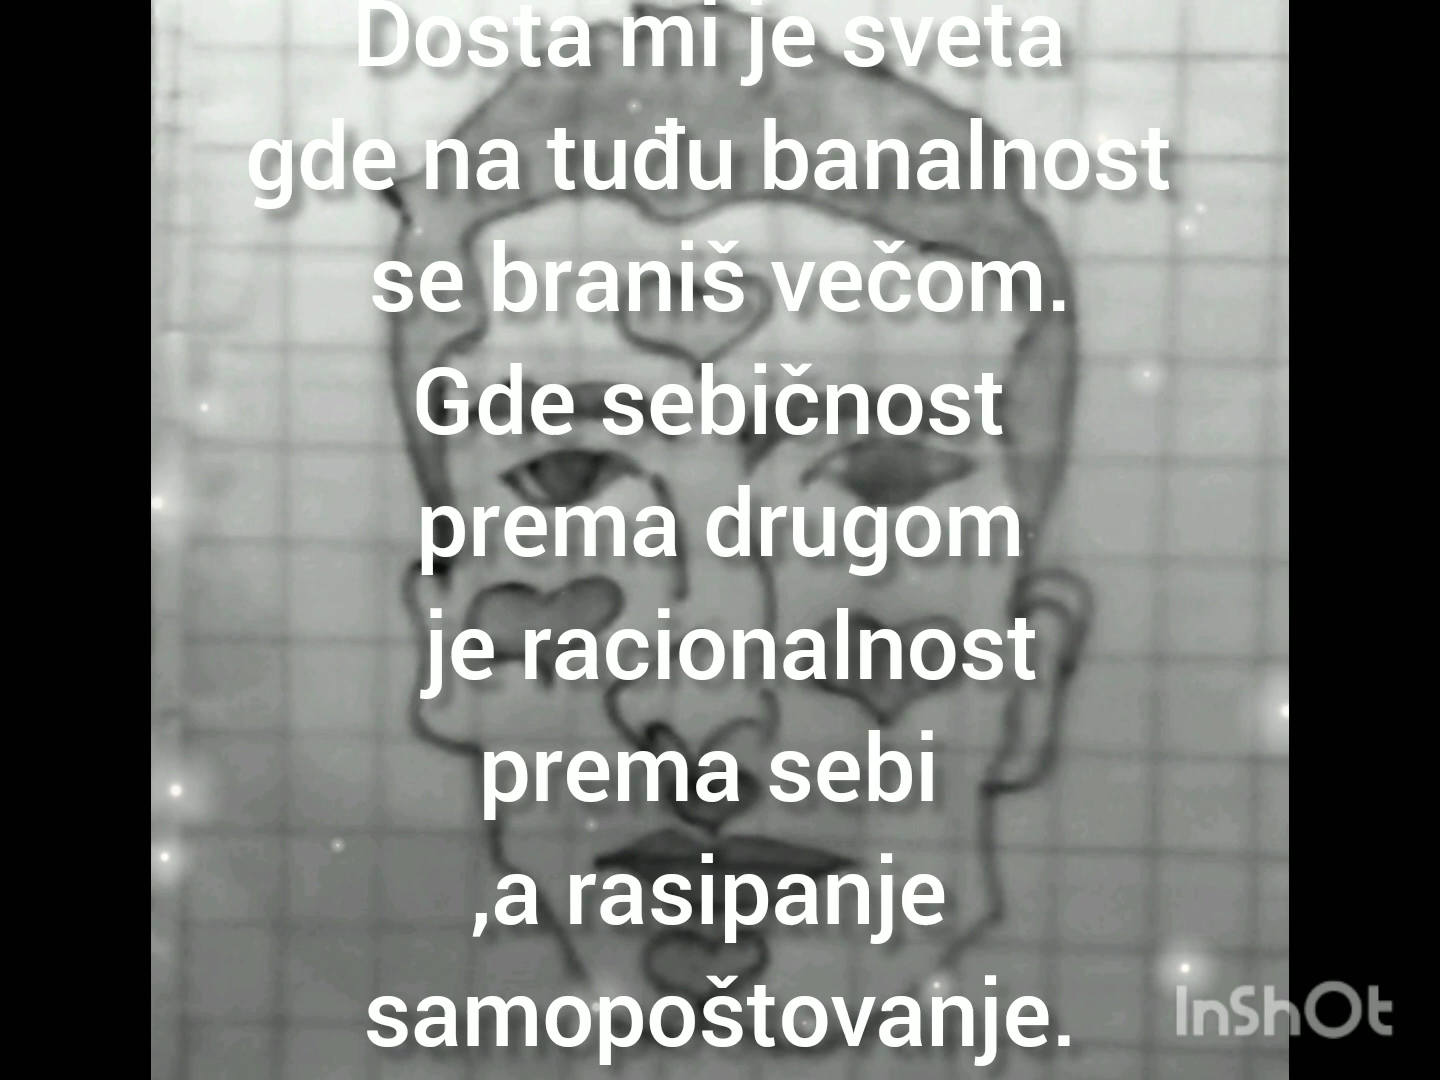 Dosta mi je sveta
gde na tuđu banalnost
se braniš večom.
Gde sebičnost
prema drugom
je racionalnost
prema sebi
,a rasipanje
samopoštovanje.
InShOt